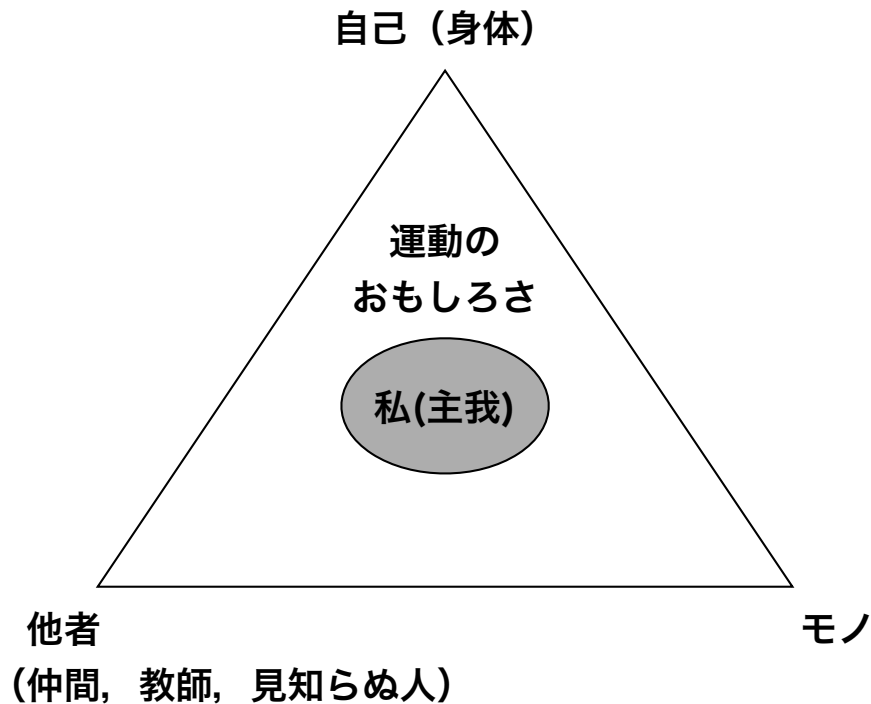 自己（身体）
運動の
おもしろさ
私(主我)
他者
モノ
（仲間，教師，見知らぬ人）